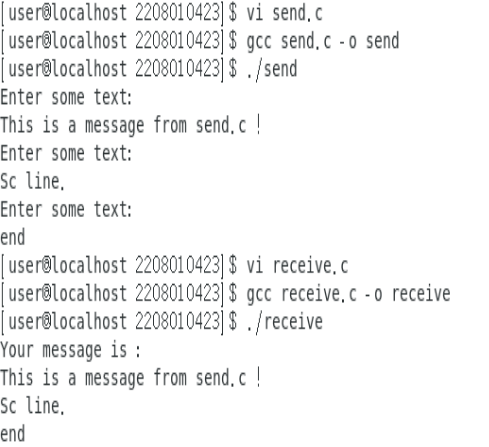 [user@localhost 2208010423]$ vi send.c
[user@localhost 2208010423]$ gcc send.c -o send
[user@localhost 2208010423]$ ./send
Enter some text:
This is a message from send.c !
Enter some text:
Sc line.
Enter some text:
end
[user@localhost 2208010423]$ vi receive.c
[user@localhost 2208010423]$ gcc receive.c -o receive
[user@localhost 2208010423]$ ./receive
Your message is :
This is a message from send.c !
Sc line.
end